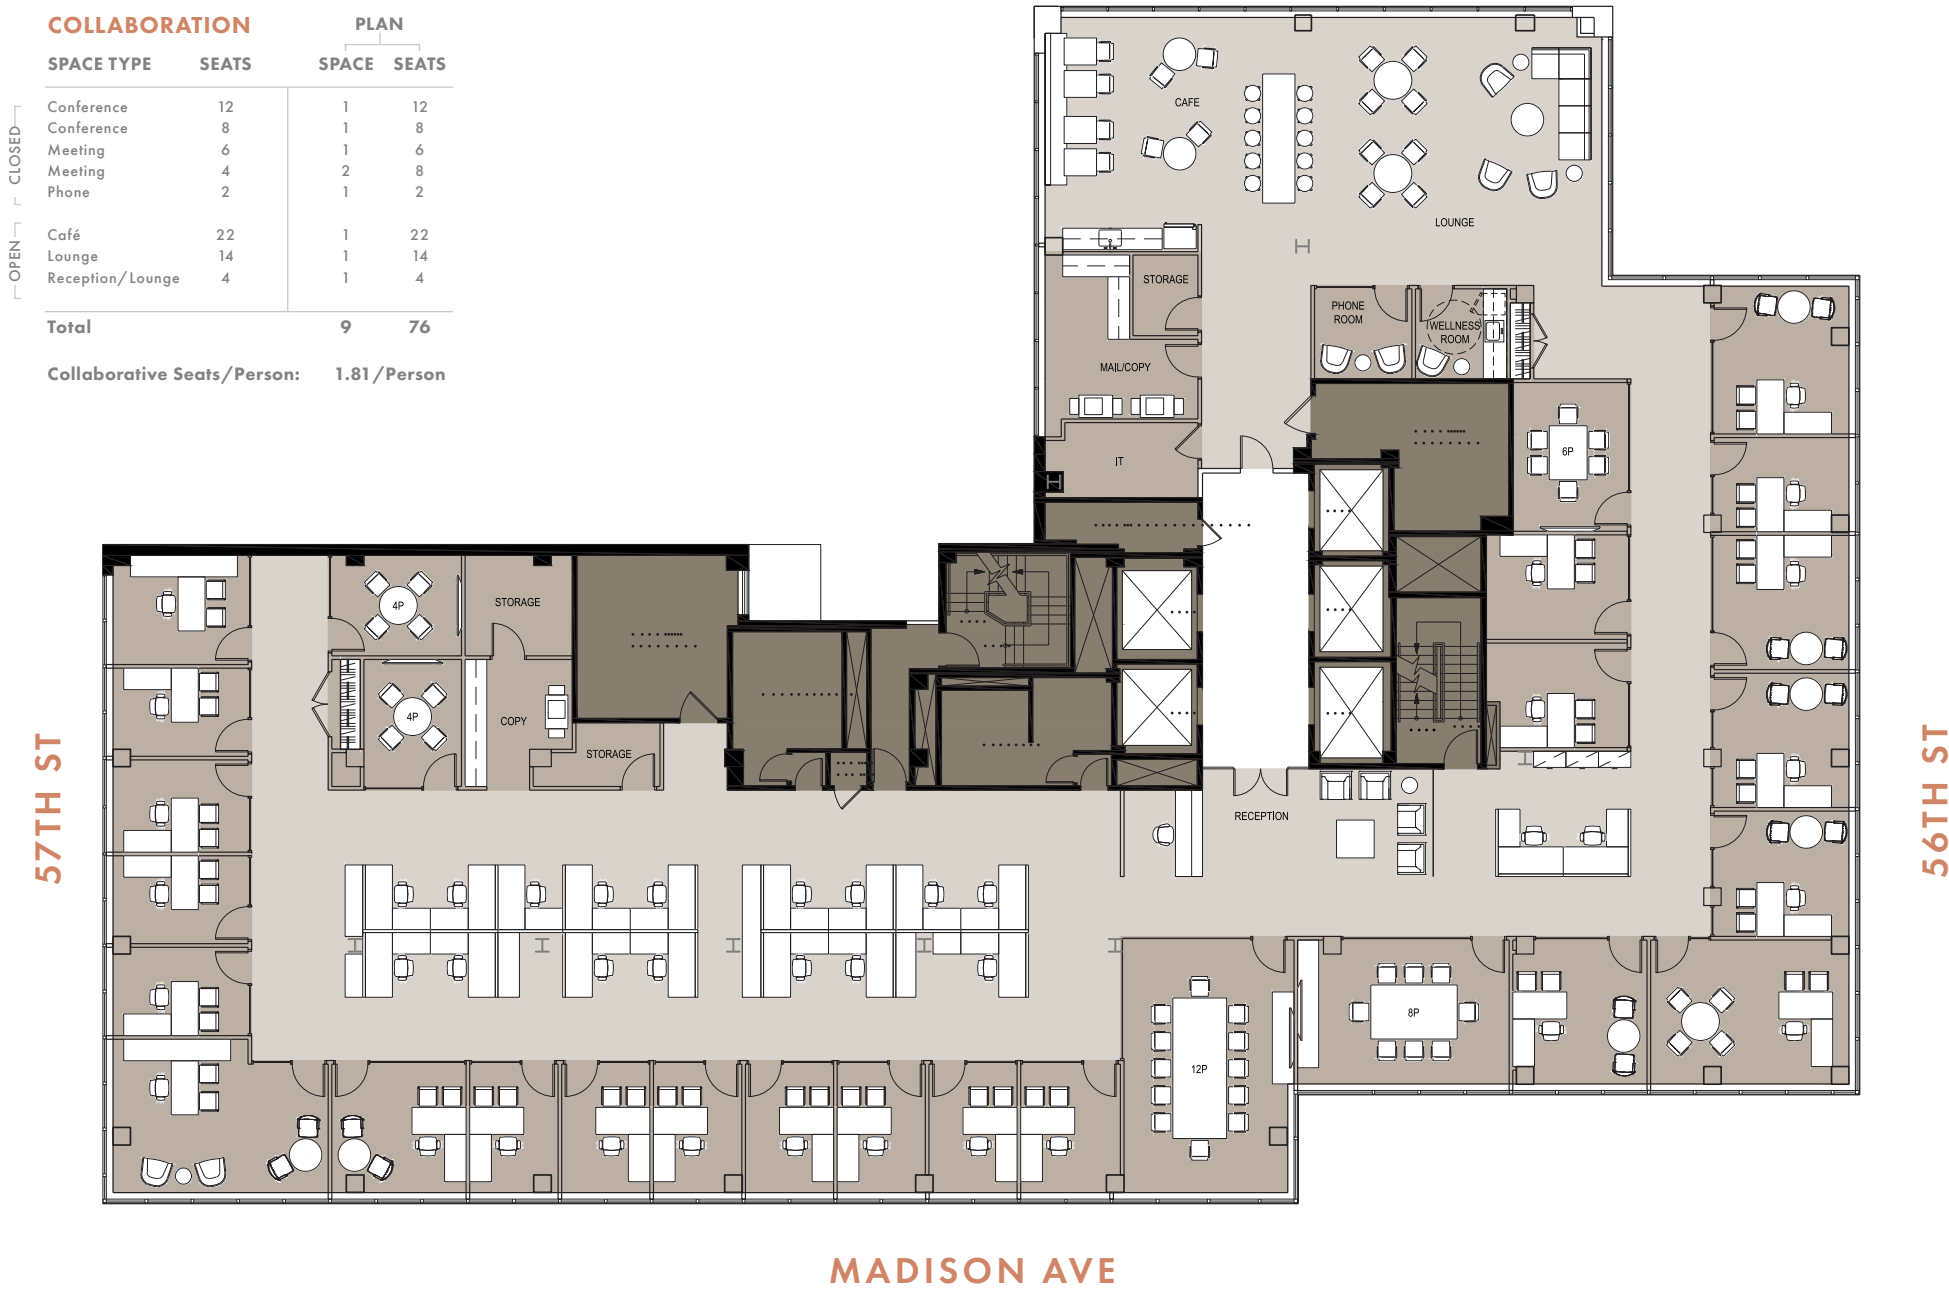 COLLABORATION PLAN
SPACE TYPE SEATS SPACE SEATS
CLOSED
Conference 12 1 12
Conference 8 1 8
Meeting 6 1 6
Meeting 4 2 8
Phone 2 1 2
OPEN
Café 22 1 22
Lounge 14 1 14
Reception/Lounge 4 1 4
Total 9 76
Collaborative Seats/Person: 1.81/Person
CAFE
LOUNGE
STORAGE
PHONE
ROOM
WELLNESS
ROOM
MAIL/COPY
IT
6P
4P
STORAGE
4P
COPY
STORAGE
RECEPTION
12P
8P
57TH ST
56TH ST
MADISON AVE